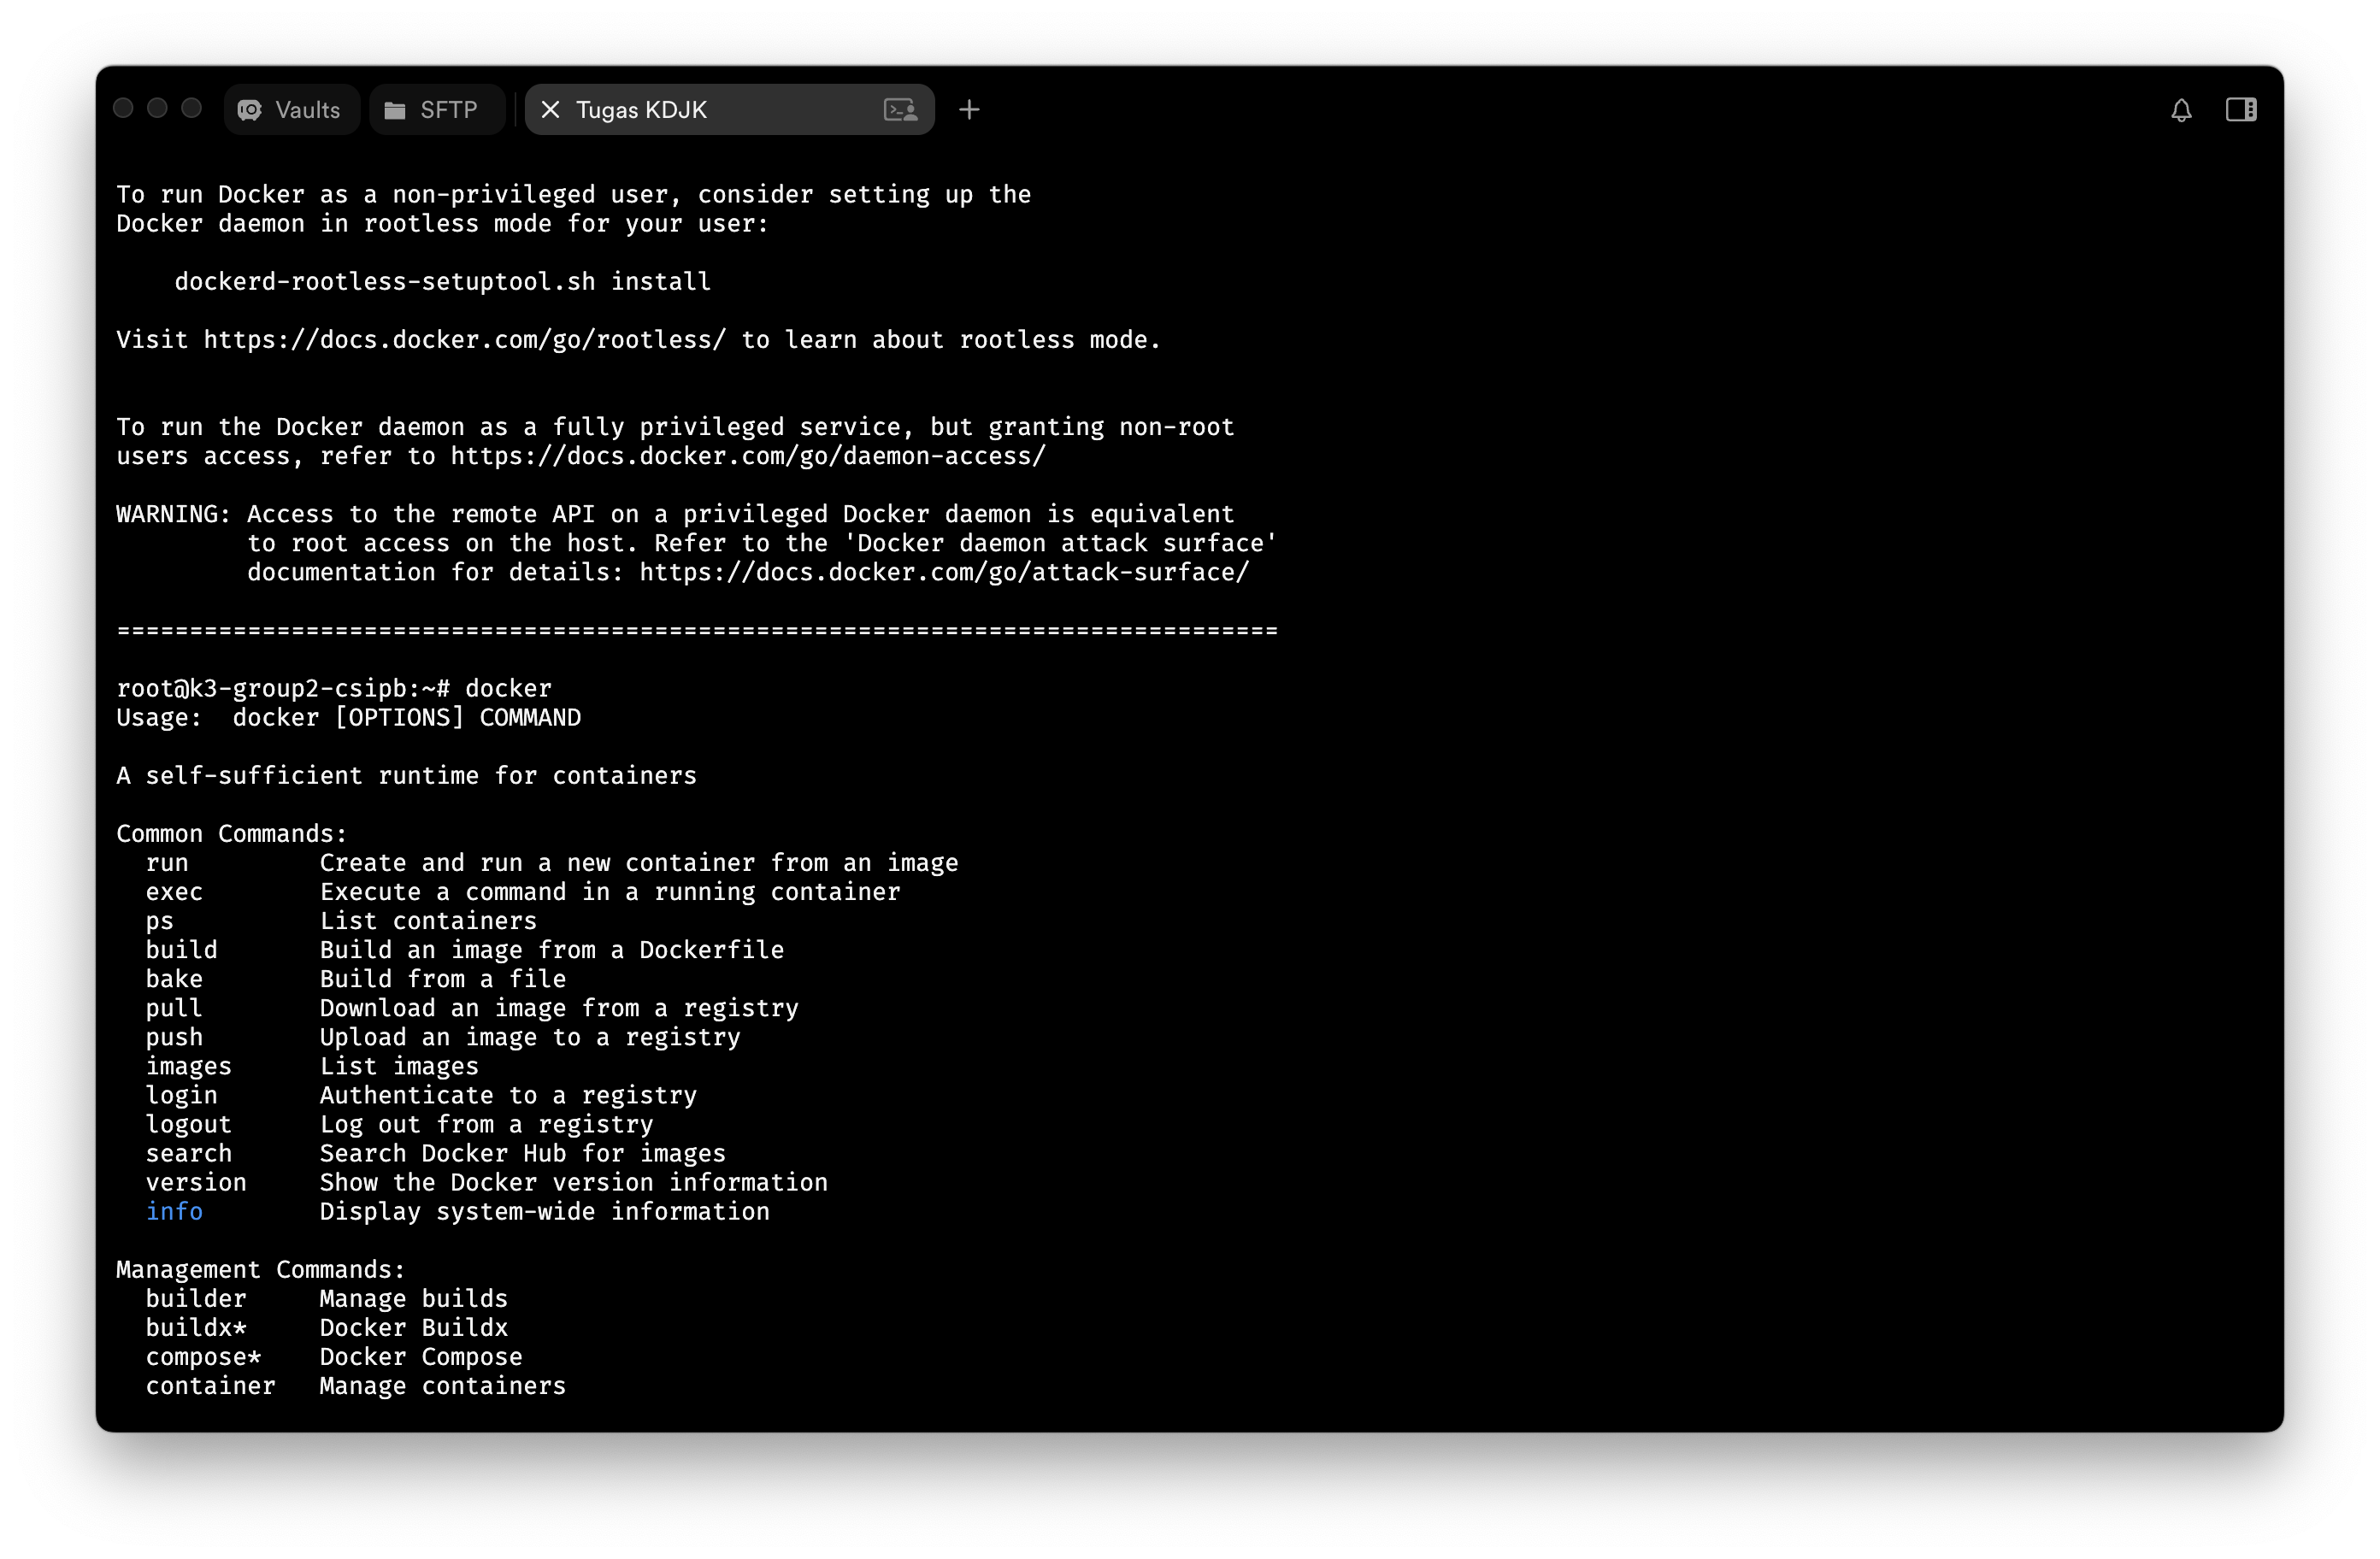 Vaults SFTP Tugas KDJK
To run Docker as a non-privileged user, consider setting up the
Docker daemon in rootless mode for your user:
dockerd-rootless-setuptool.sh install
Visit https://docs.docker.com/go/rootless/ to learn about rootless mode.
To run the Docker daemon as a fully privileged service, but granting non-root
users access, refer to https://docs.docker.com/go/daemon-access/
WARNING: Access to the remote API on a privileged Docker daemon is equivalent
to root access on the host. Refer to the 'Docker daemon attack surface'
documentation for details: https://docs.docker.com/go/attack-surface/
================================================================================
root@k3-group2-csipb:~# docker
Usage:  docker [OPTIONS] COMMAND
A self-sufficient runtime for containers
Common Commands:
  run         Create and run a new container from an image
  exec        Execute a command in a running container
  ps          List containers
  build       Build an image from a Dockerfile
  bake        Build from a file
  pull        Download an image from a registry
  push        Upload an image to a registry
  images      List images
  login       Authenticate to a registry
  logout      Log out from a registry
  search      Search Docker Hub for images
  version     Show the Docker version information
  info        Display system-wide information
Management Commands:
  builder     Manage builds
  buildx*     Docker Buildx
  compose*    Docker Compose
  container   Manage containers